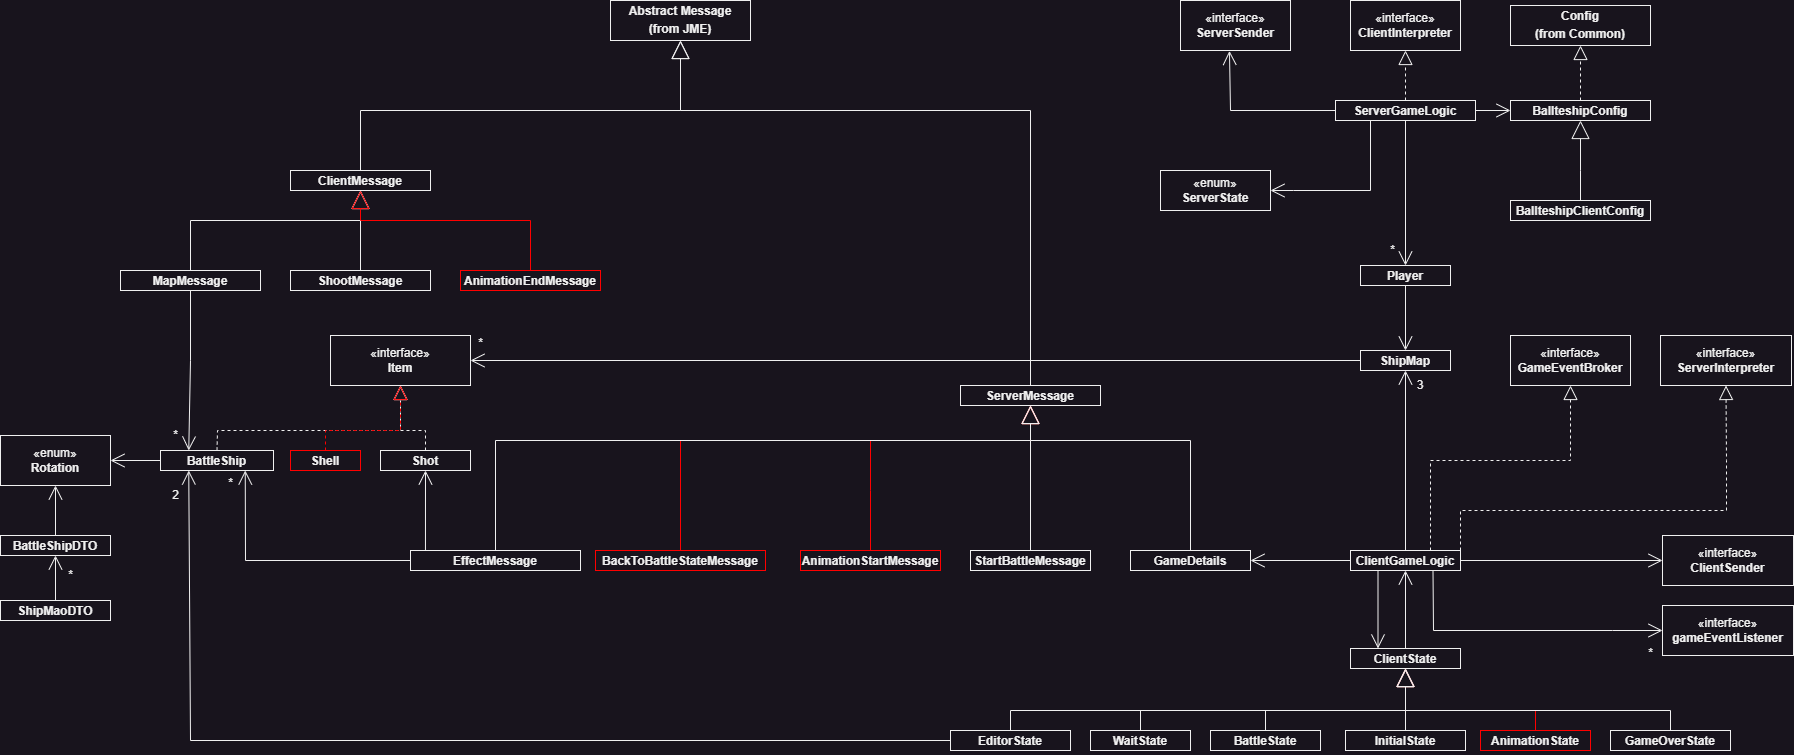 Abstract Message
(from JME)
«interface»
ServerSender
«interface»
ClientInterpreter
Config
(from Common)
ServerGameLogic
BallteshipConfig
ClientMessage
«enum»
ServerState
BallteshipClientConfig
*
MapMessage
ShootMessage
AnimationEndMessage
Player
«interface»
Item
*
ShipMap
3
«interface»
GameEventBroker
«interface»
ServerInterpreter
ServerMessage
*
«enum»
Rotation
BattleShip
Shell
Shot
2
*
BattleShipDTO
*
ShipMaoDTO
EffectMessage
BackToBattleStateMessage
AnimationStartMessage
StartBattleMessage
GameDetails
ClientGameLogic
«interface»
ClientSender
«interface»
gameEventListener
*
ClientState
EditorState
WaitState
BattleState
InitialState
AnimationState
GameOverState